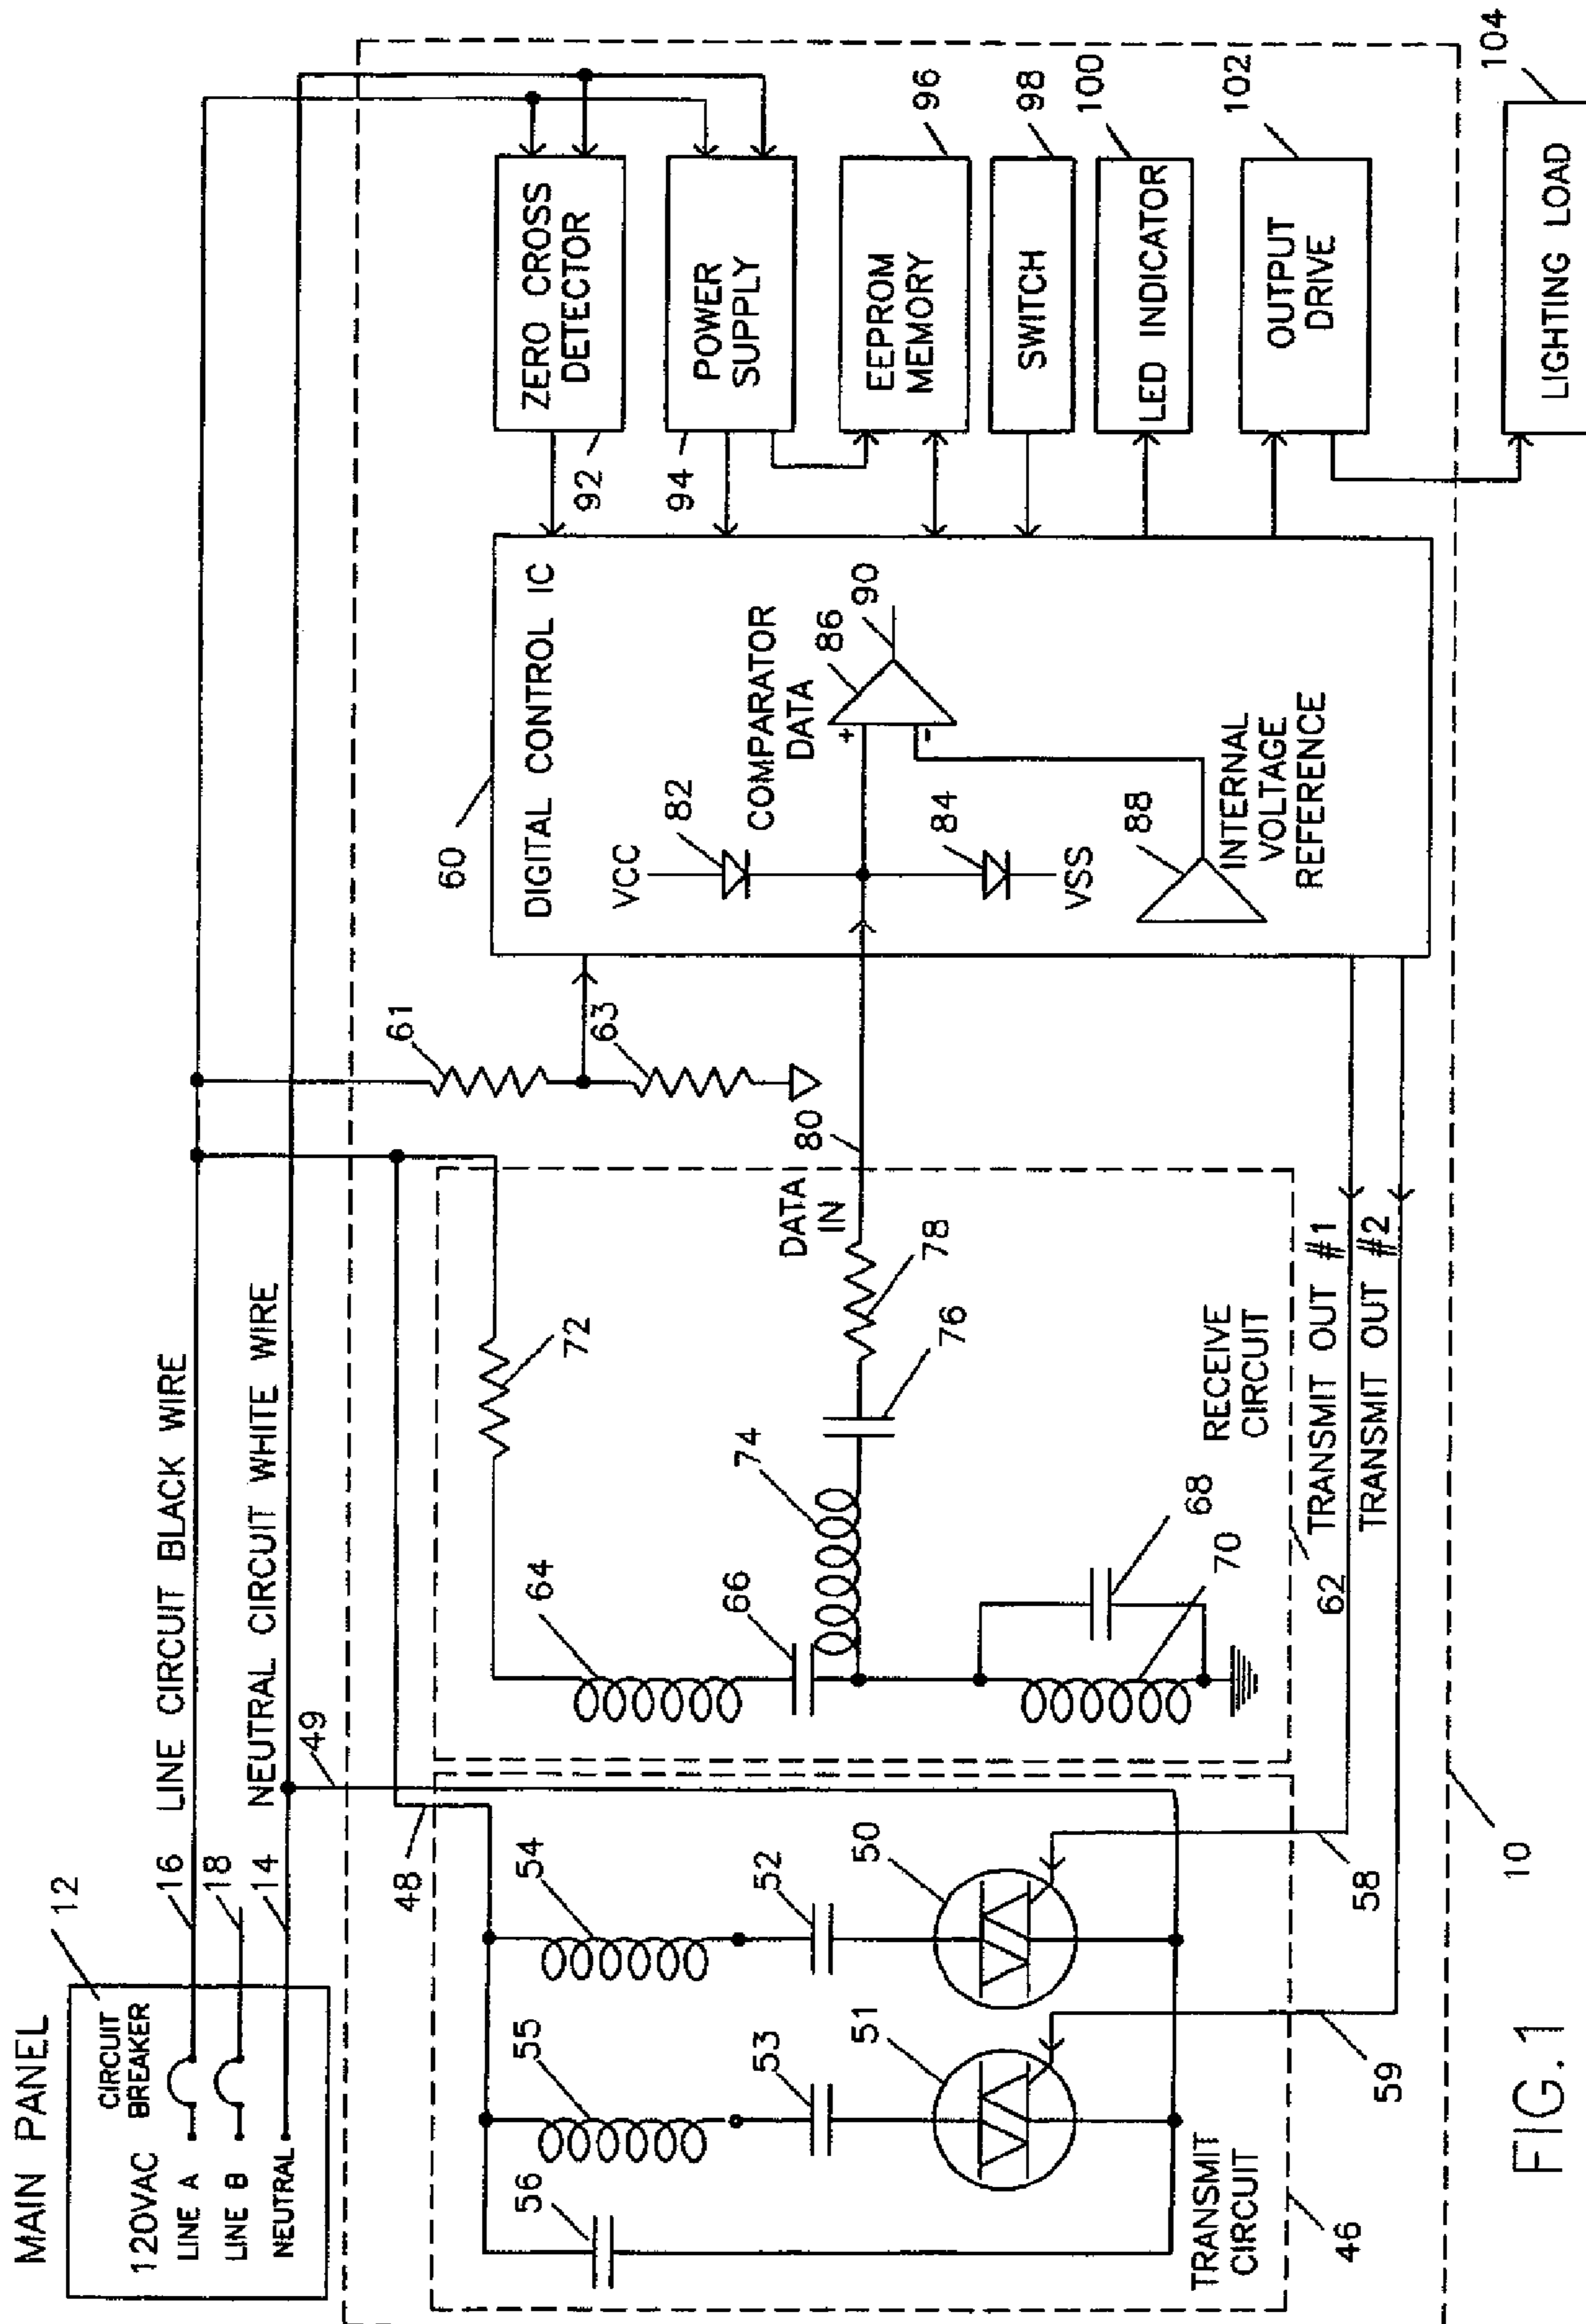 MAIN PANEL
12
120VAC
CIRCUIT
BREAKER
LINE A
LINE B
NEUTRAL
16
18
14
LINE CIRCUIT BLACK WIRE
NEUTRAL CIRCUIT WHITE WIRE
49
48
56
55
54
53
52
51
50
TRANSMIT
CIRCUIT
46
59
58
72
64
66
74
76
78
68
70
RECEIVE
CIRCUIT
62
DATA
IN
80
61
63
TRANSMIT OUT #1
TRANSMIT OUT #2
60
DIGITAL CONTROL IC
VCC
82
COMPARATOR
DATA
86
90
+
-
84
VSS
88
INTERNAL
VOLTAGE
REFERENCE
ZERO CROSS
DETECTOR
92
POWER
SUPPLY
94
EEPROM
MEMORY
96
SWITCH
98
LED INDICATOR
100
OUTPUT
DRIVE
102
LIGHTING LOAD
104
10
FIG.1